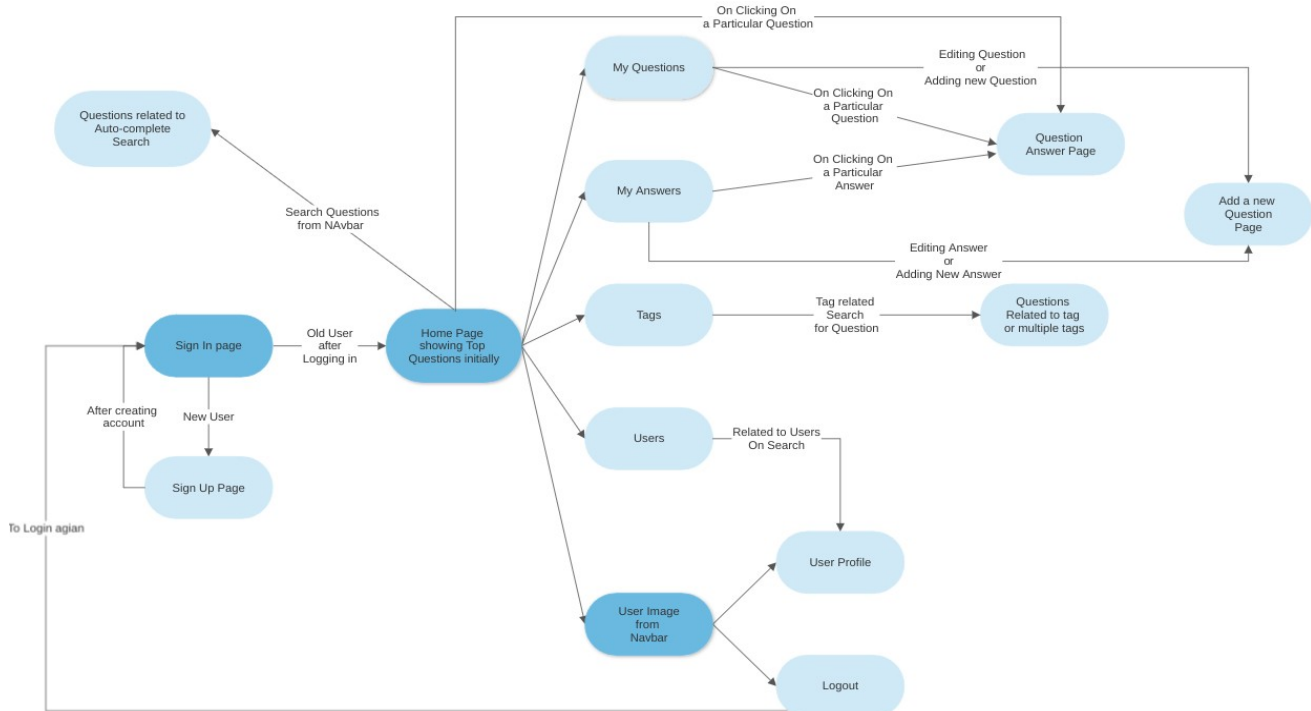 On Clicking On
a Particular Question
My Questions
Editing Question
or
Adding new Question
On Clicking On
a Particular
Question
Questions related to
Auto-complete
Search
Question
Answer Page
On Clicking On
a Particular
Answer
My Answers
Add a new
Question
Page
Search Questions
from NAvbar
Editing Answer
or
Adding New Answer
Tags
Tag related
Search
for Question
Questions
Related to tag
or multiple tags
Sign In page
Old User
after
Logging in
Home Page
showing Top
Questions initially
After creating
account
New User
Users
Related to Users
On Search
Sign Up Page
To Login agian
User Profile
User Image
from
Navbar
Logout